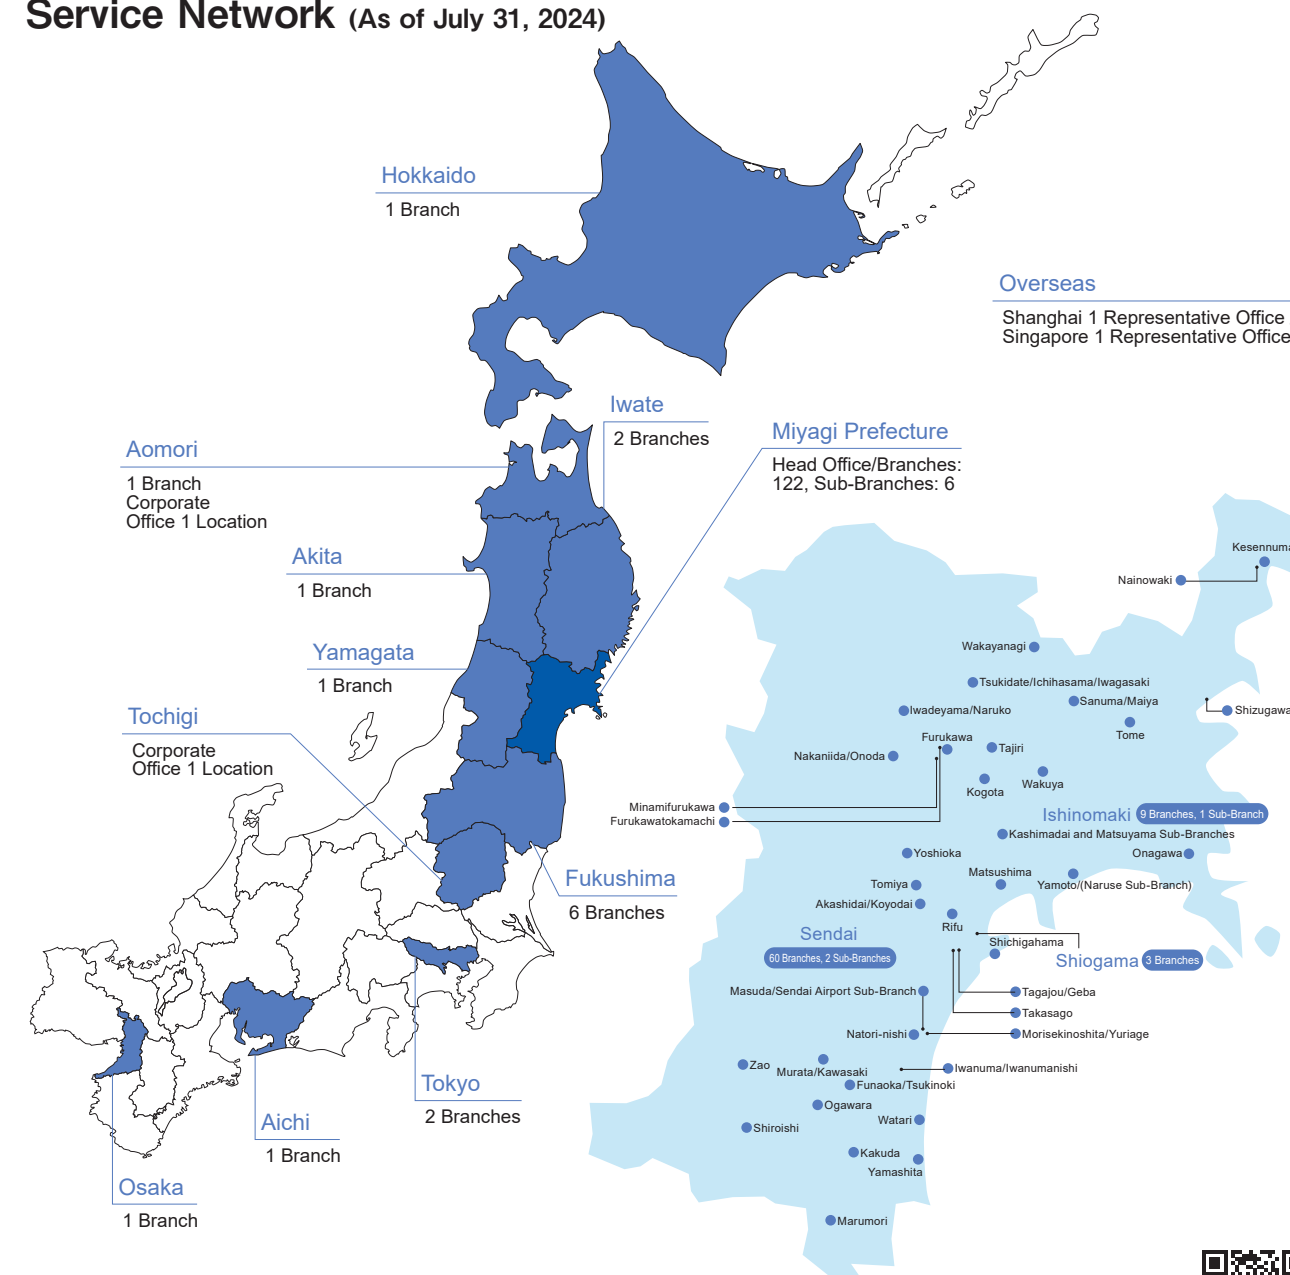 Service Network (As of July 31, 2024)
Hokkaido
1 Branch
Overseas
Shanghai 1 Representative Office
Singapore 1 Representative Office
Iwate
2 Branches
Miyagi Prefecture
Head Office/Branches:
122, Sub-Branches: 6
Aomori
1 Branch
Corporate
Office 1 Location
Akita
1 Branch
Yamagata
1 Branch
Tochigi
Corporate
Office 1 Location
Fukushima
6 Branches
Tokyo
2 Branches
Aichi
1 Branch
Osaka
1 Branch
Kesennuma
Nainowaki
Wakayanagi
Tsukidate/Ichihasama/Iwagasaki
Sanuma/Maiya
Iwadeyama/Naruko
Shizugawa
Tome
Furukawa
Tajiri
Nakaniida/Onoda
Wakuya
Kogota
Minamifurukawa
Furukawatokamachi
Ishinomaki 9 Branches, 1 Sub-Branch
Kashimadai and Matsuyama Sub-Branches
Yoshioka
Onagawa
Matsushima
Tomiya
Yamoto/(Naruse Sub-Branch)
Akashidai/Koyodai
Rifu
Sendai
60 Branches, 2 Sub-Branches
Shichigahama
Shiogama 3 Branches
Masuda/Sendai Airport Sub-Branch
Tagajou/Geba
Takasago
Natori-nishi
Morisekinoshita/Yuriage
Zao
Murata/Kawasaki
Iwanuma/Iwanumanishi
Funaoka/Tsukinoki
Ogawara
Watari
Shiroishi
Kakuda
Yamashita
Marumori